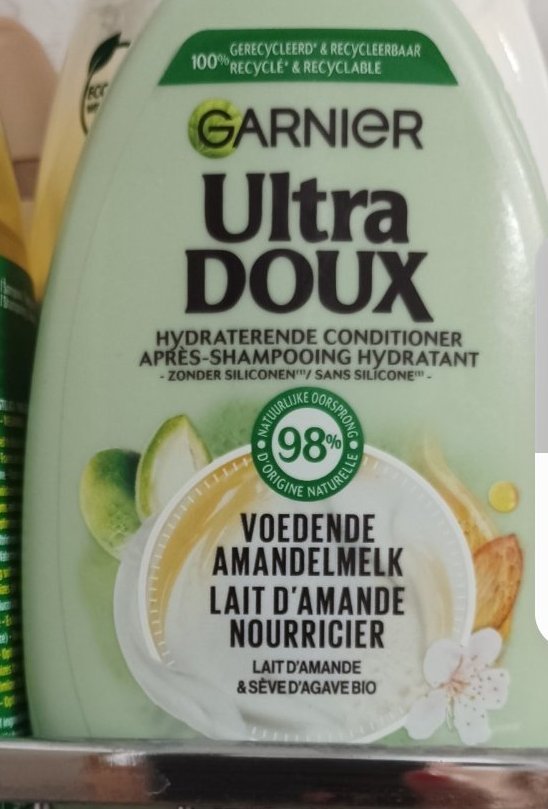 100% GERECYCLEERD* & RECYCLEERBAAR
RECYCLÉ* & RECYCLABLE
ECO
GARNIER
Ultra
DOUX
HYDRATERENDE CONDITIONER
APRÈS-SHAMPOOING HYDRATANT
- ZONDER SILICONEN(1)/ SANS SILICONE(1) -
NATUURLIJKE OORSPRONG
98%
D'ORIGINE NATURELLE
VOEDENDE
AMANDELMELK
LAIT D'AMANDE
NOURRICIER
LAIT D'AMANDE
& SÈVE D'AGAVE BIO